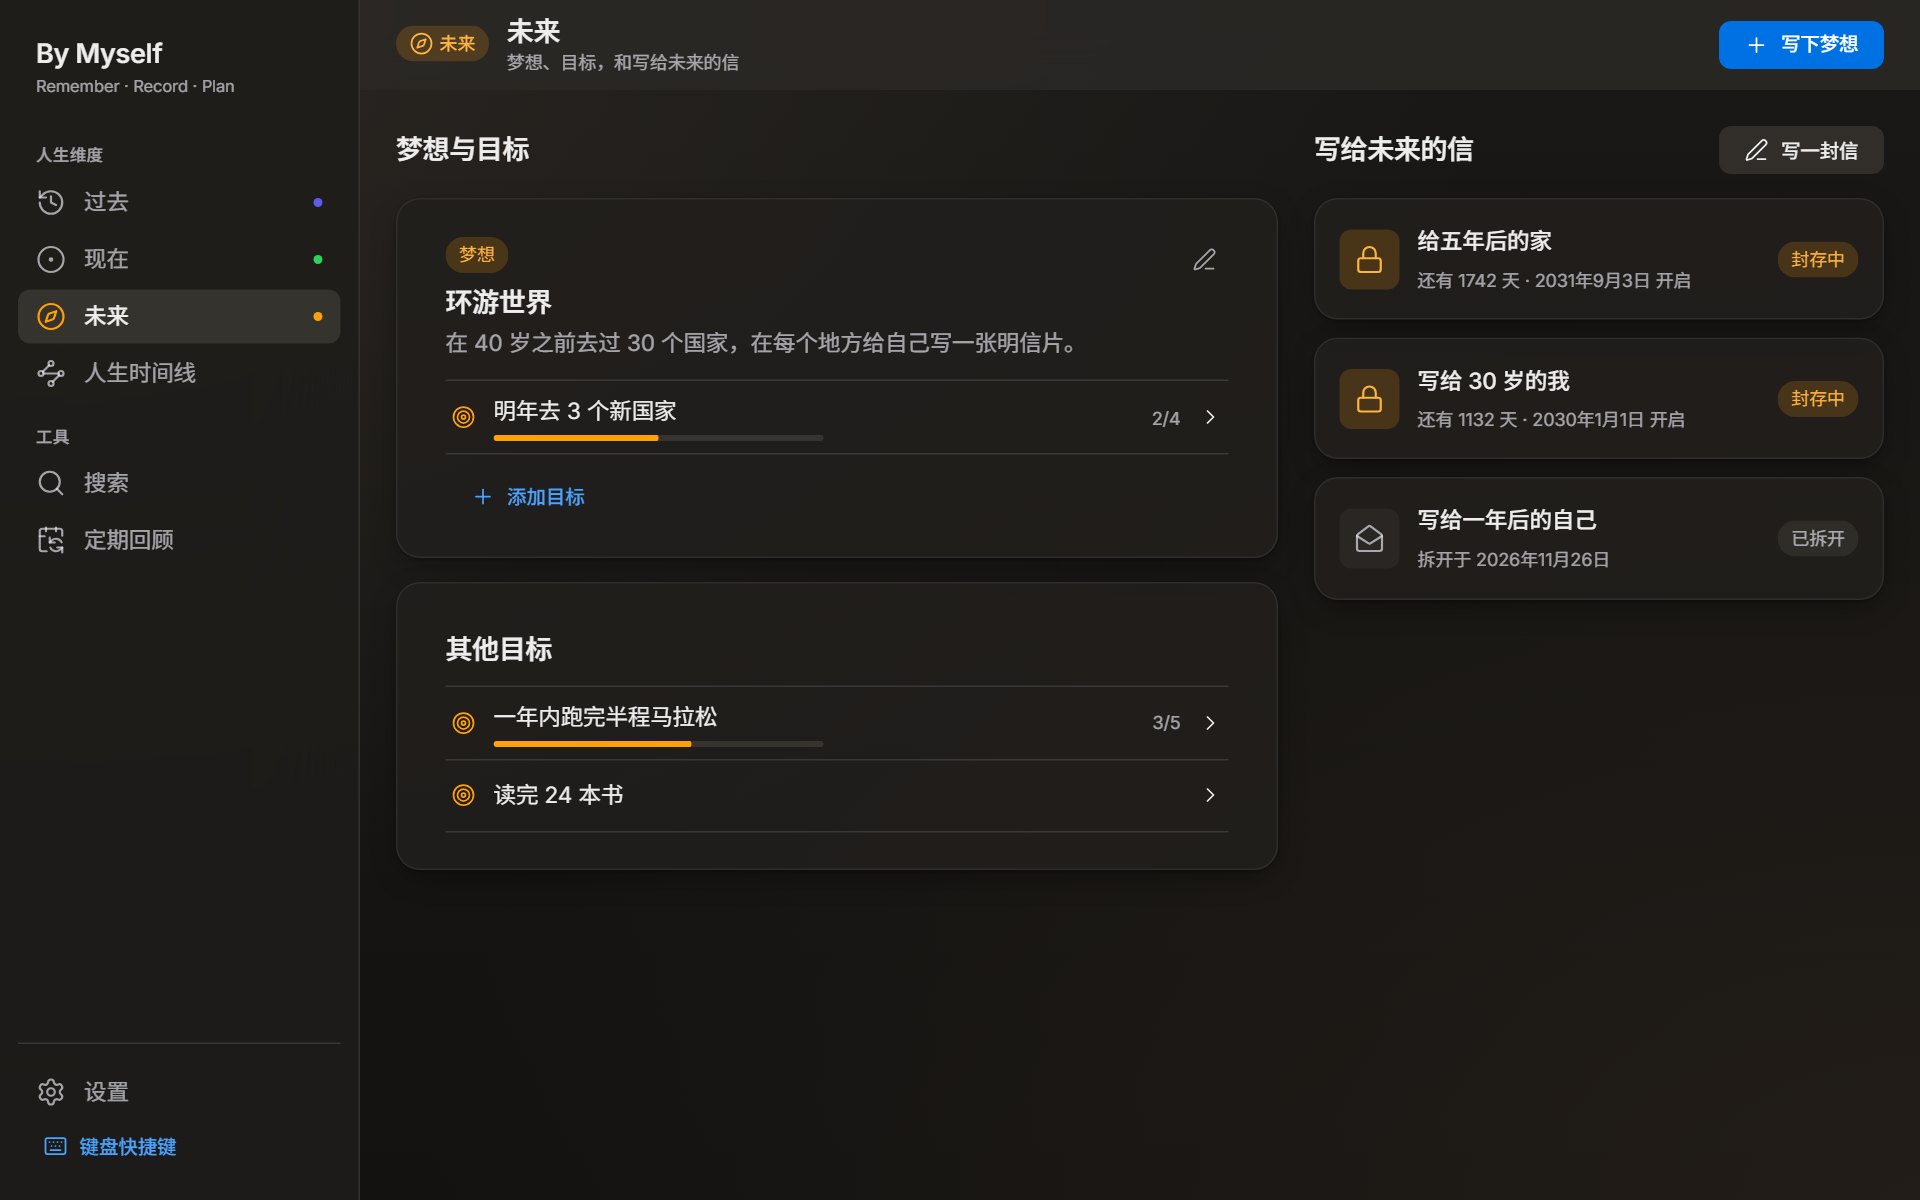 By Myself
Remember · Record · Plan
人生维度
过去
现在
未来
人生时间线
工具
搜索
定期回顾
设置
键盘快捷键
未来
未来
梦想、目标，和写给未来的信
写下梦想
梦想与目标
梦想
环游世界
在 40 岁之前去过 30 个国家，在每个地方给自己写一张明信片。
明年去 3 个新国家
2/4
添加目标
其他目标
一年内跑完半程马拉松
3/5
读完 24 本书
写给未来的信
写一封信
给五年后的家
还有 1742 天 · 2031年9月3日 开启
封存中
写给 30 岁的我
还有 1132 天 · 2030年1月1日 开启
封存中
写给一年后的自己
拆开于 2026年11月26日
已拆开